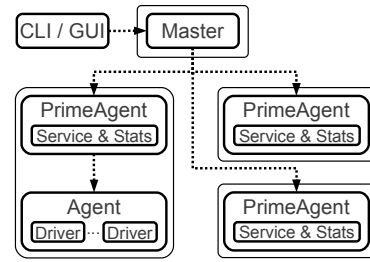 CLI / GUI
Master
PrimeAgent
Service & Stats
Agent
Driver ... Driver
PrimeAgent
Service & Stats
PrimeAgent
Service & Stats